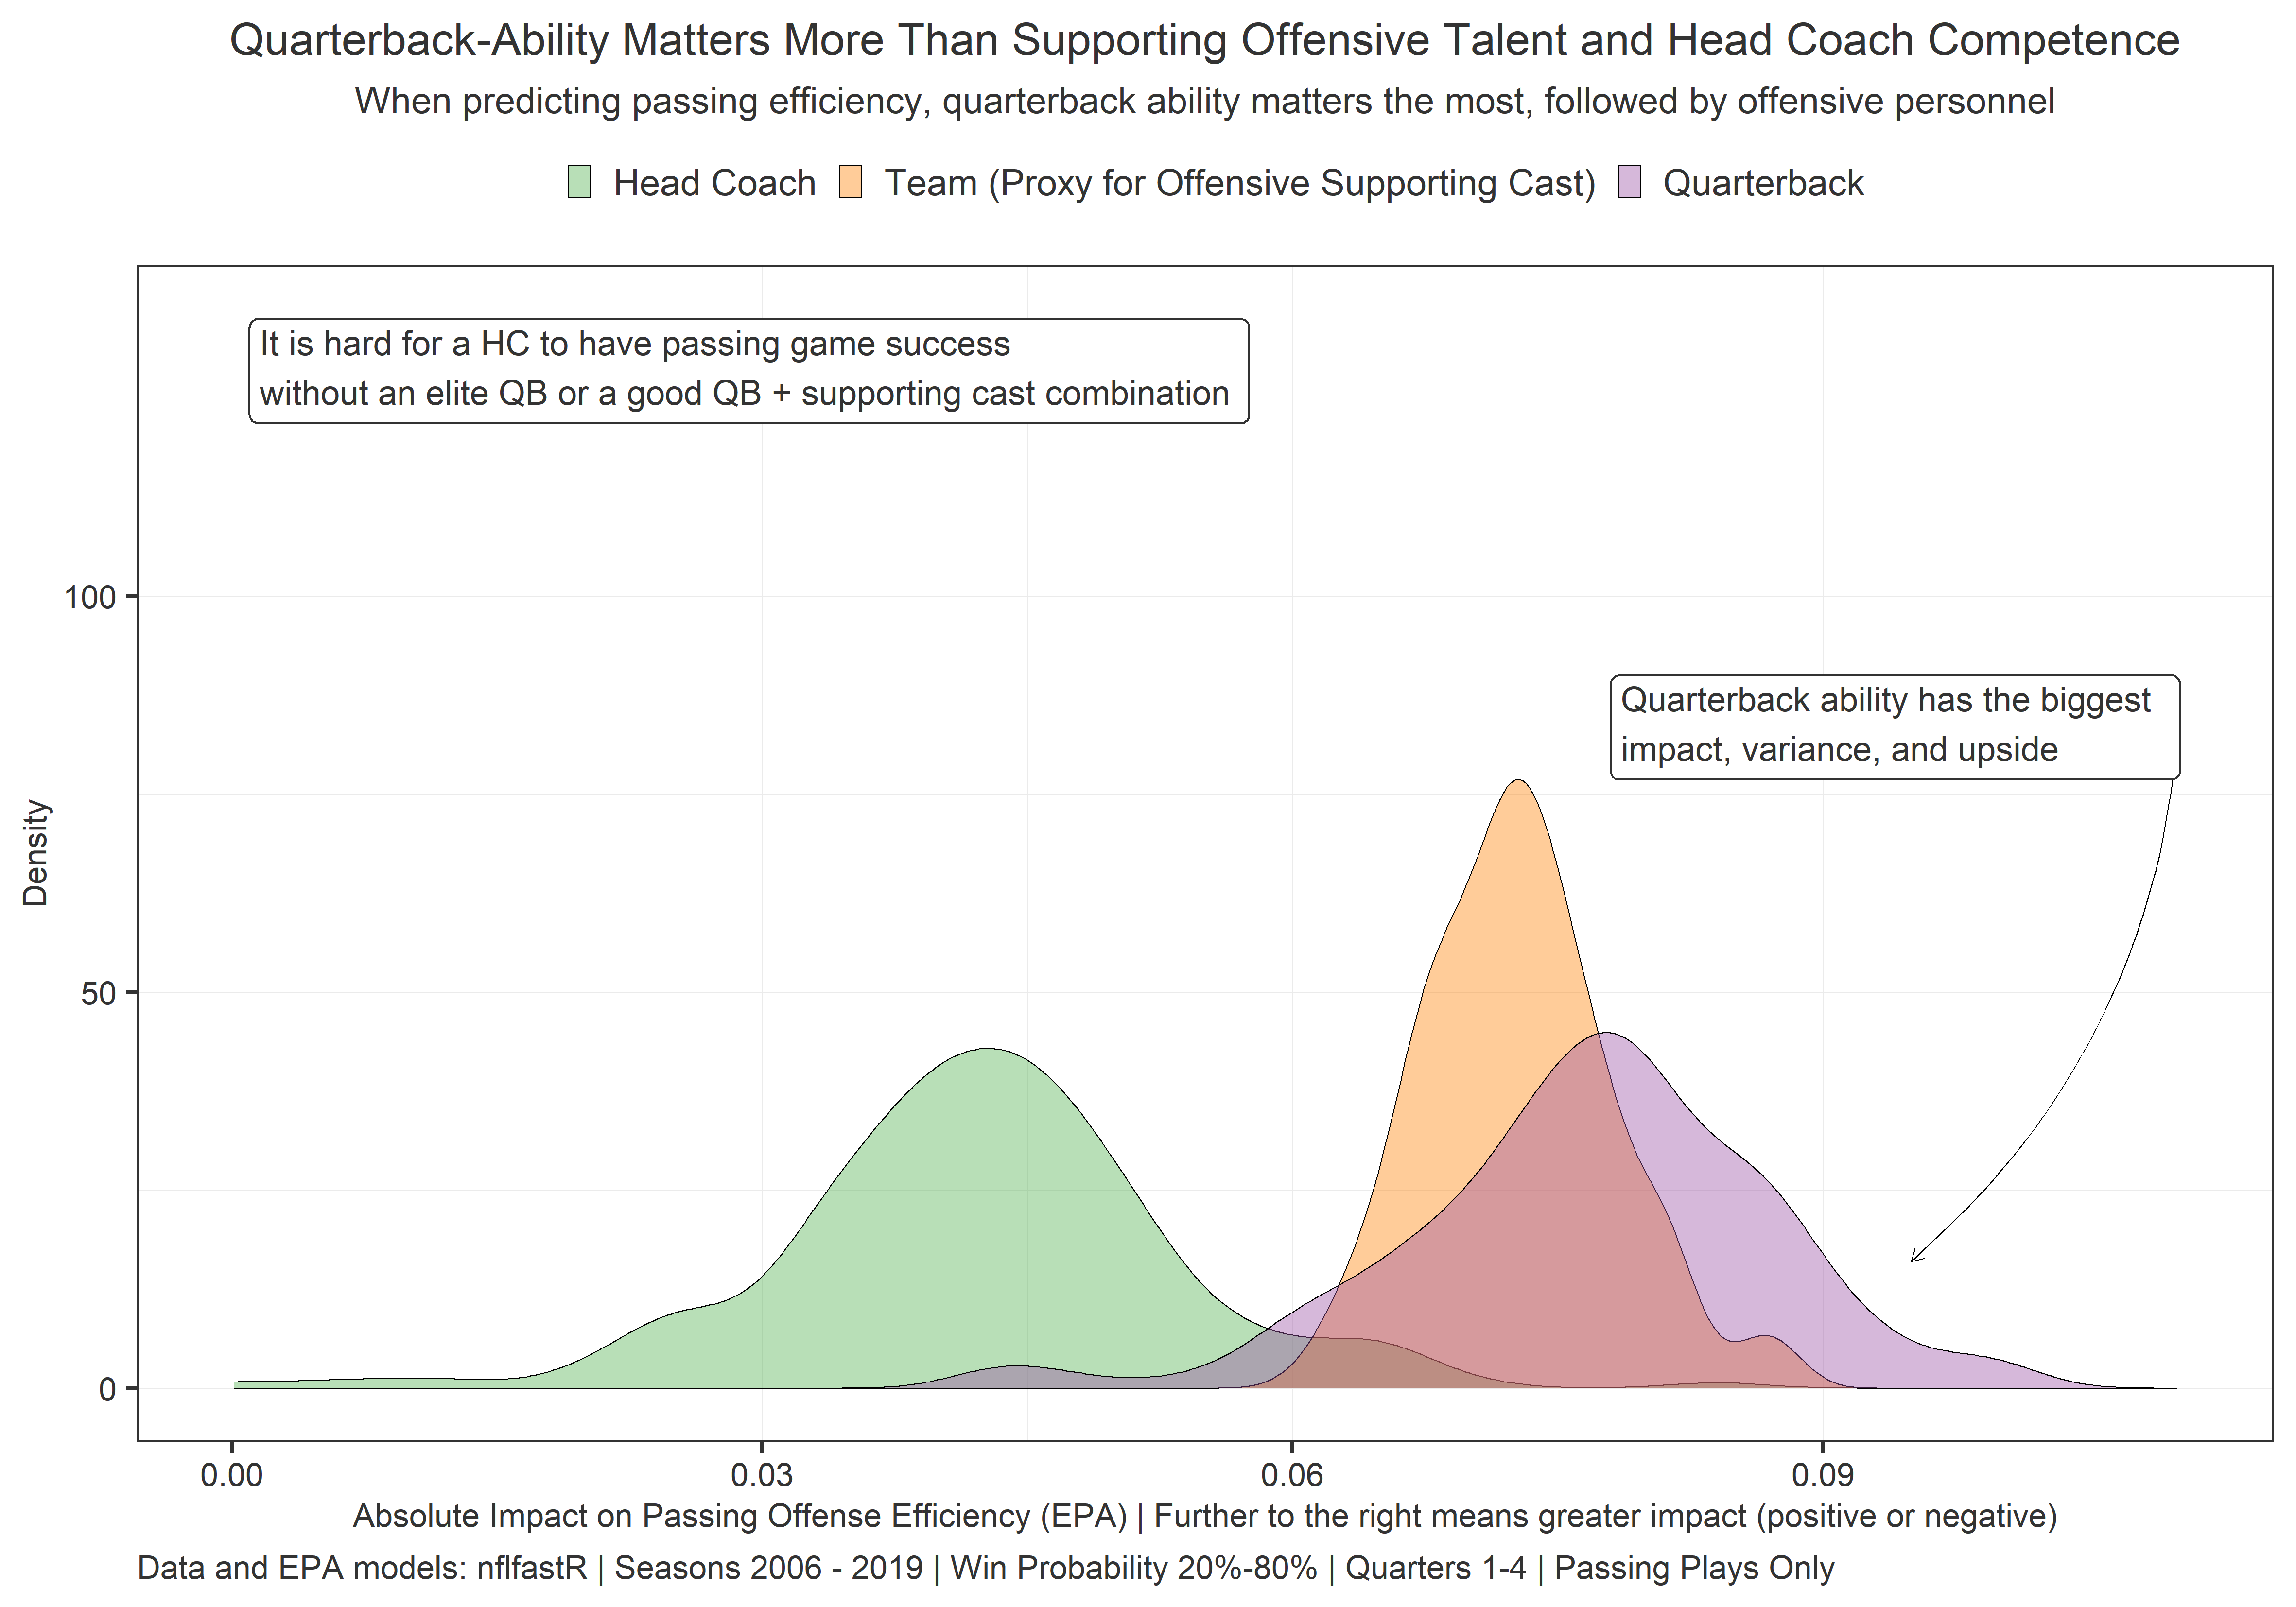 Quarterback-Ability Matters More Than Supporting Offensive Talent and Head Coach Competence
When predicting passing efficiency, quarterback ability matters the most, followed by offensive personnel
Head Coach Team (Proxy for Offensive Supporting Cast) Quarterback
It is hard for a HC to have passing game success
without an elite QB or a good QB + supporting cast combination
100
Quarterback ability has the biggest
impact, variance, and upside
Density
50
0
0.00 0.03 0.06 0.09
Absolute Impact on Passing Offense Efficiency (EPA) | Further to the right means greater impact (positive or negative)
Data and EPA models: nflfastR | Seasons 2006 - 2019 | Win Probability 20%-80% | Quarters 1-4 | Passing Plays Only